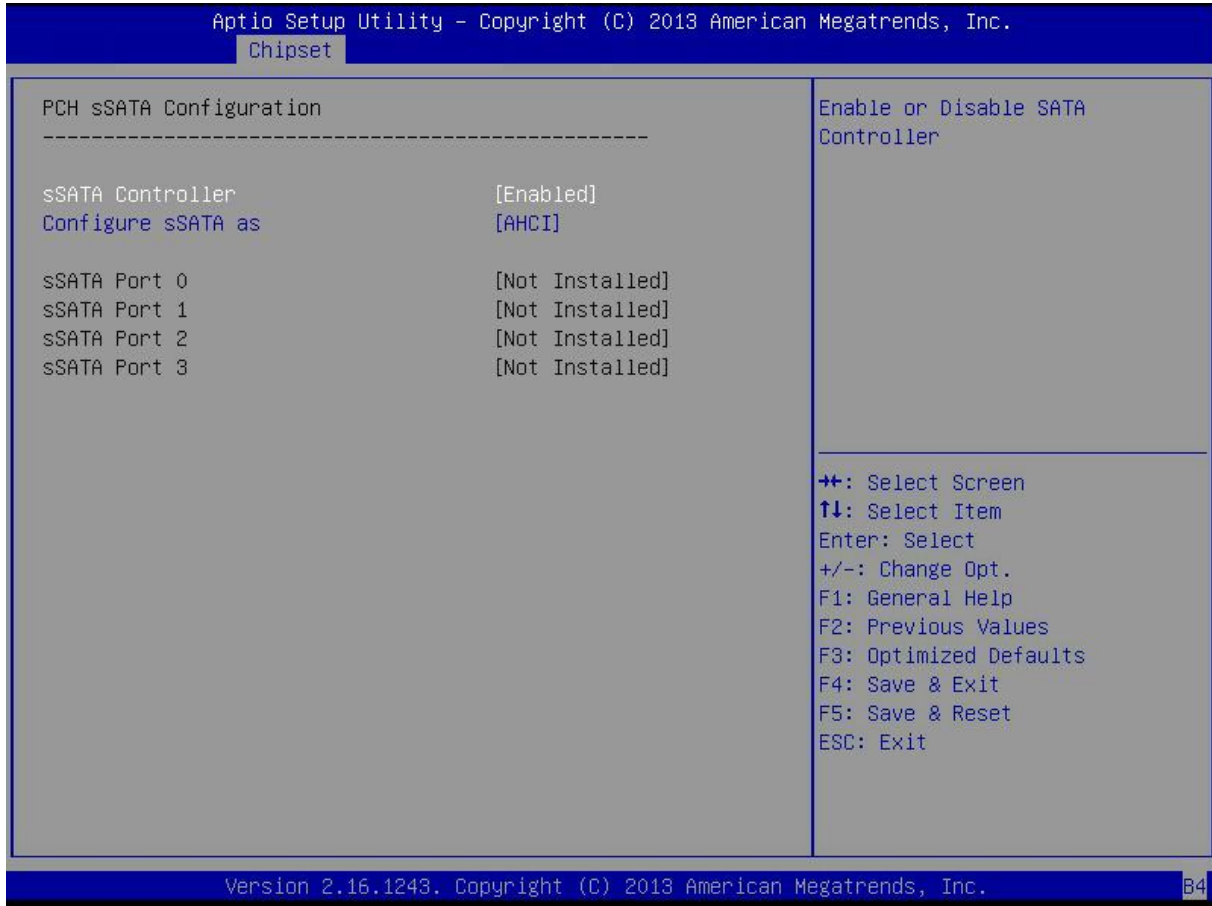 Aptio Setup Utility – Copyright (C) 2013 American Megatrends, Inc.
Chipset
PCH sSATA Configuration
--------------------------------------------------
sSATA Controller [Enabled]
Configure sSATA as [AHCI]
sSATA Port 0 [Not Installed]
sSATA Port 1 [Not Installed]
sSATA Port 2 [Not Installed]
sSATA Port 3 [Not Installed]
Enable or Disable SATA
Controller
→←: Select Screen
↑↓: Select Item
Enter: Select
+/-: Change Opt.
F1: General Help
F2: Previous Values
F3: Optimized Defaults
F4: Save & Exit
F5: Save & Reset
ESC: Exit
Version 2.16.1243. Copyright (C) 2013 American Megatrends, Inc.
B4